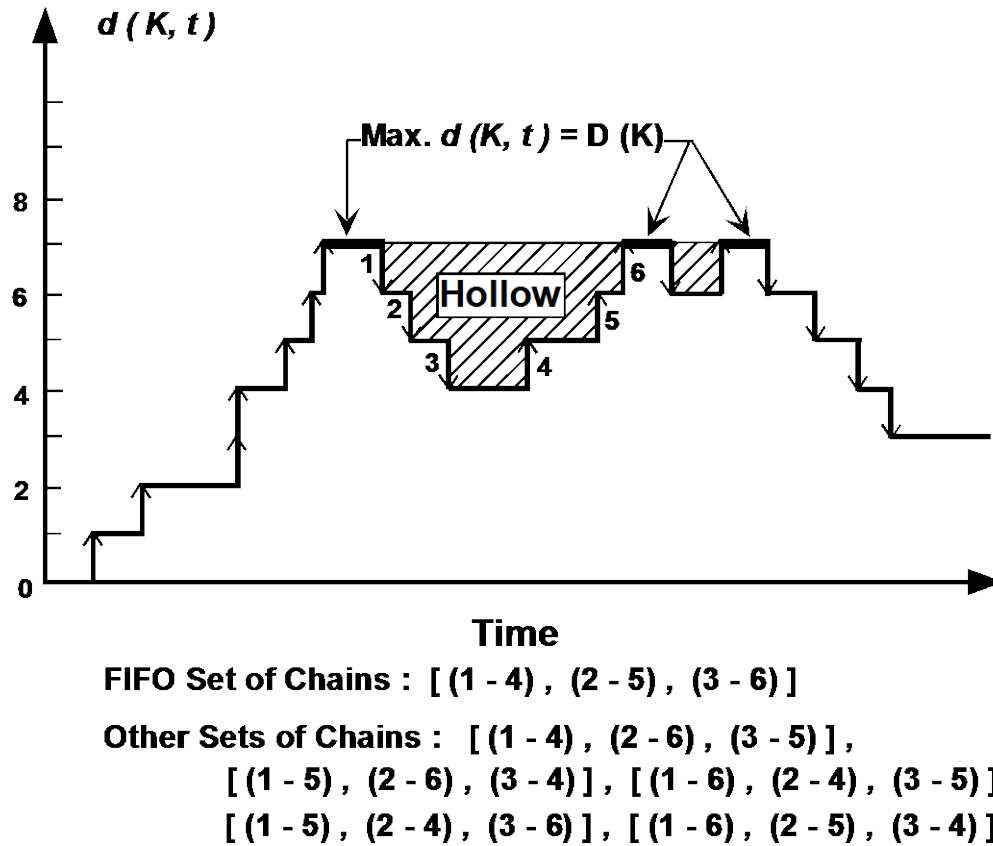 d ( K, t )
Max. d (K, t ) = D (K)
8
1
6
6
Hollow
2
5
3
4
4
2
0
Time
FIFO Set of Chains : [ (1 - 4) , (2 - 5) , (3 - 6) ]
Other Sets of Chains : [ (1 - 4) , (2 - 6) , (3 - 5) ] ,
[ (1 - 5) , (2 - 6) , (3 - 4) ] , [ (1 - 6) , (2 - 4) , (3 - 5) ]
[ (1 - 5) , (2 - 4) , (3 - 6) ] , [ (1 - 6) , (2 - 5) , (3 - 4) ]